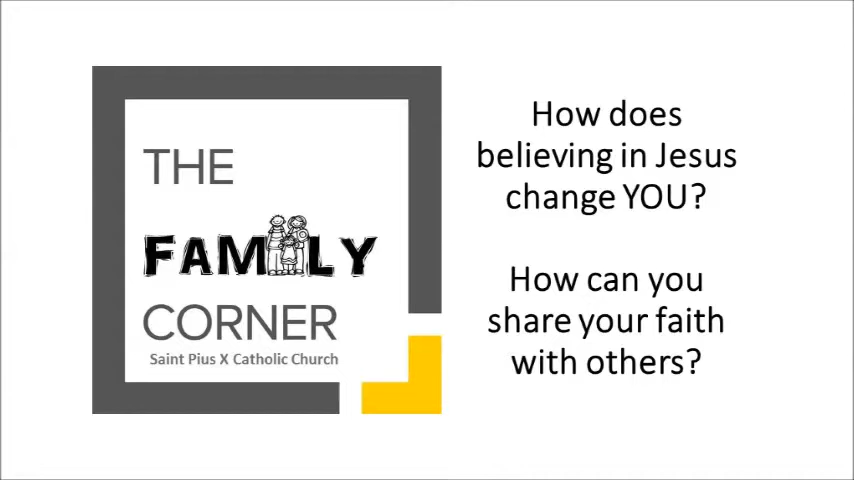 THE
FAMILY
CORNER
Saint Pius X Catholic Church
How does
believing in Jesus
change YOU?
How can you
share your faith
with others?